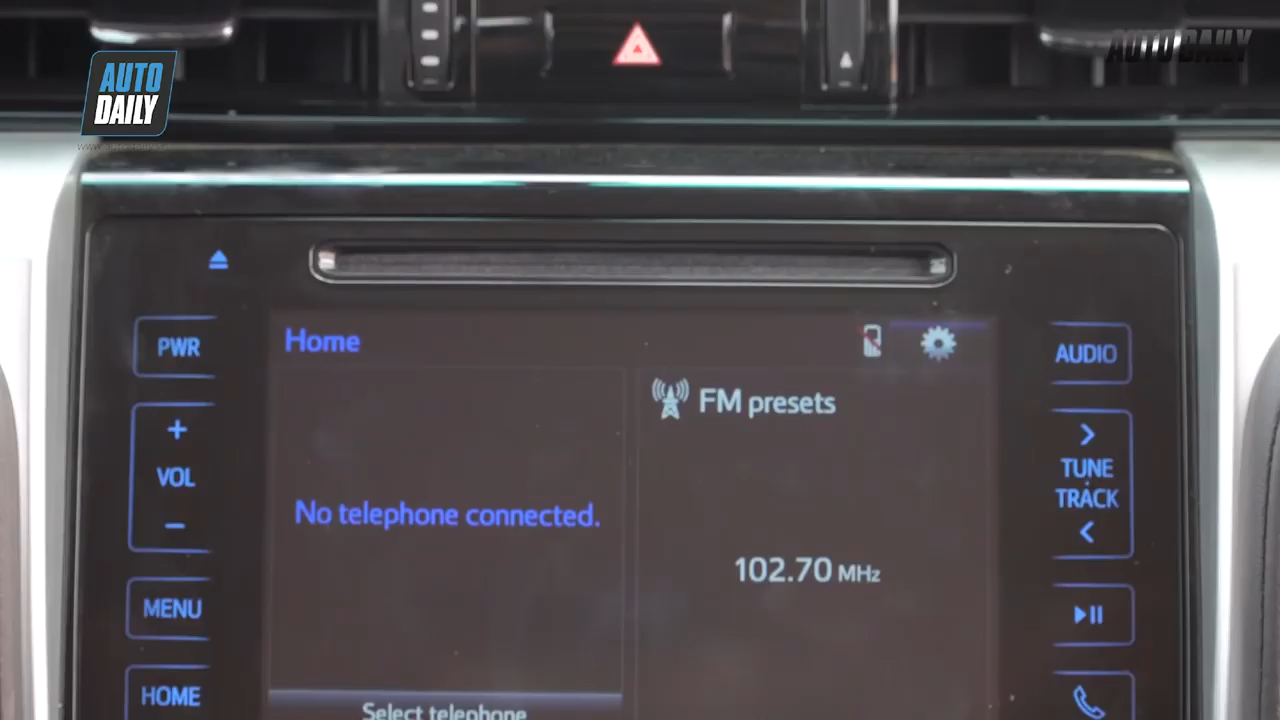 AUTO DAILY
AUTO
DAILY
PWR
Home
AUDIO
FM presets
+
VOL
−
TUNE
TRACK
No telephone connected.
102.70 MHz
MENU
HOME
Select telephone